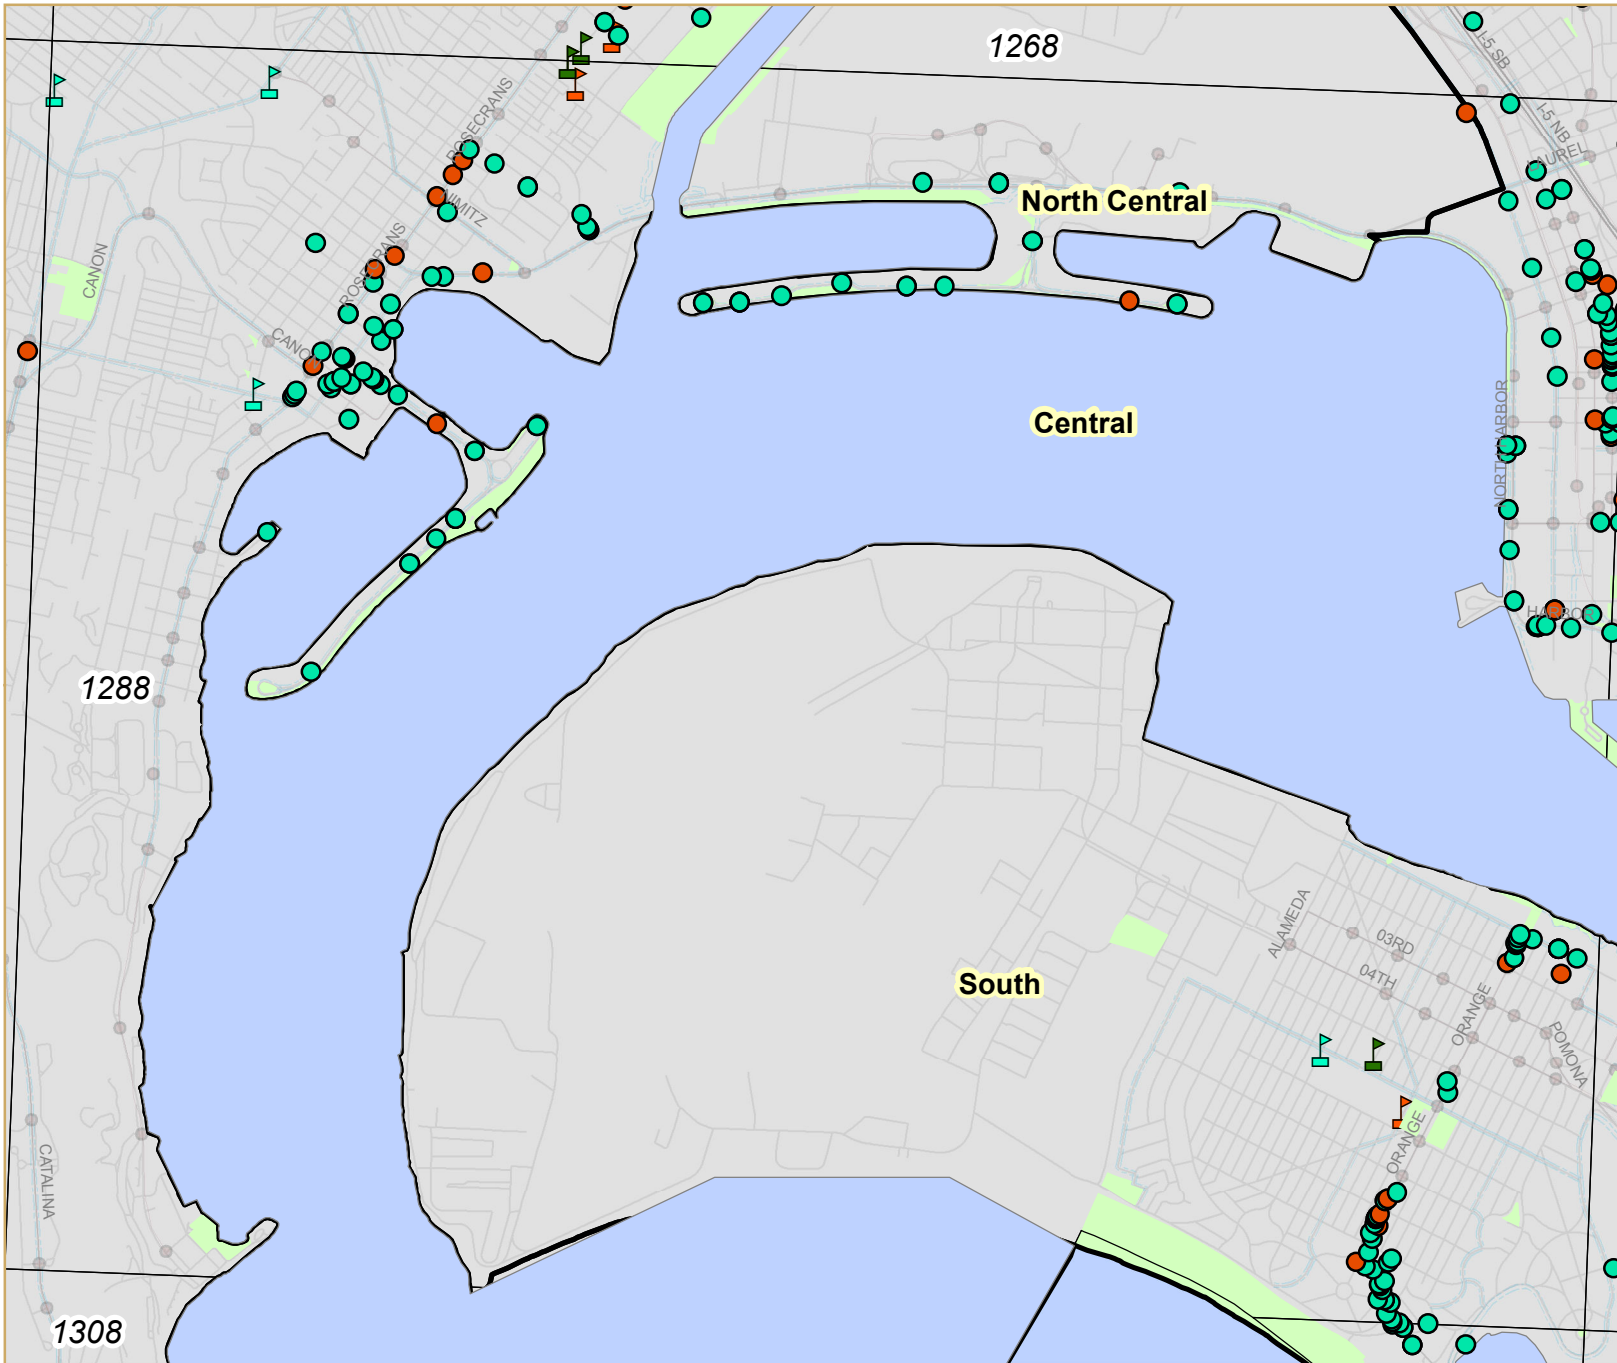 1268
I-5 SB
I-5 NB
LAUREL
ROSECRANS
NIMITZ
North Central
CANON
ROSECRANS
CANON
Central
NORTH HARBOR
HARBOR
1288
ALAMEDA
03RD
04TH
South
ORANGE
POMONA
ORANGE
CATALINA
1308